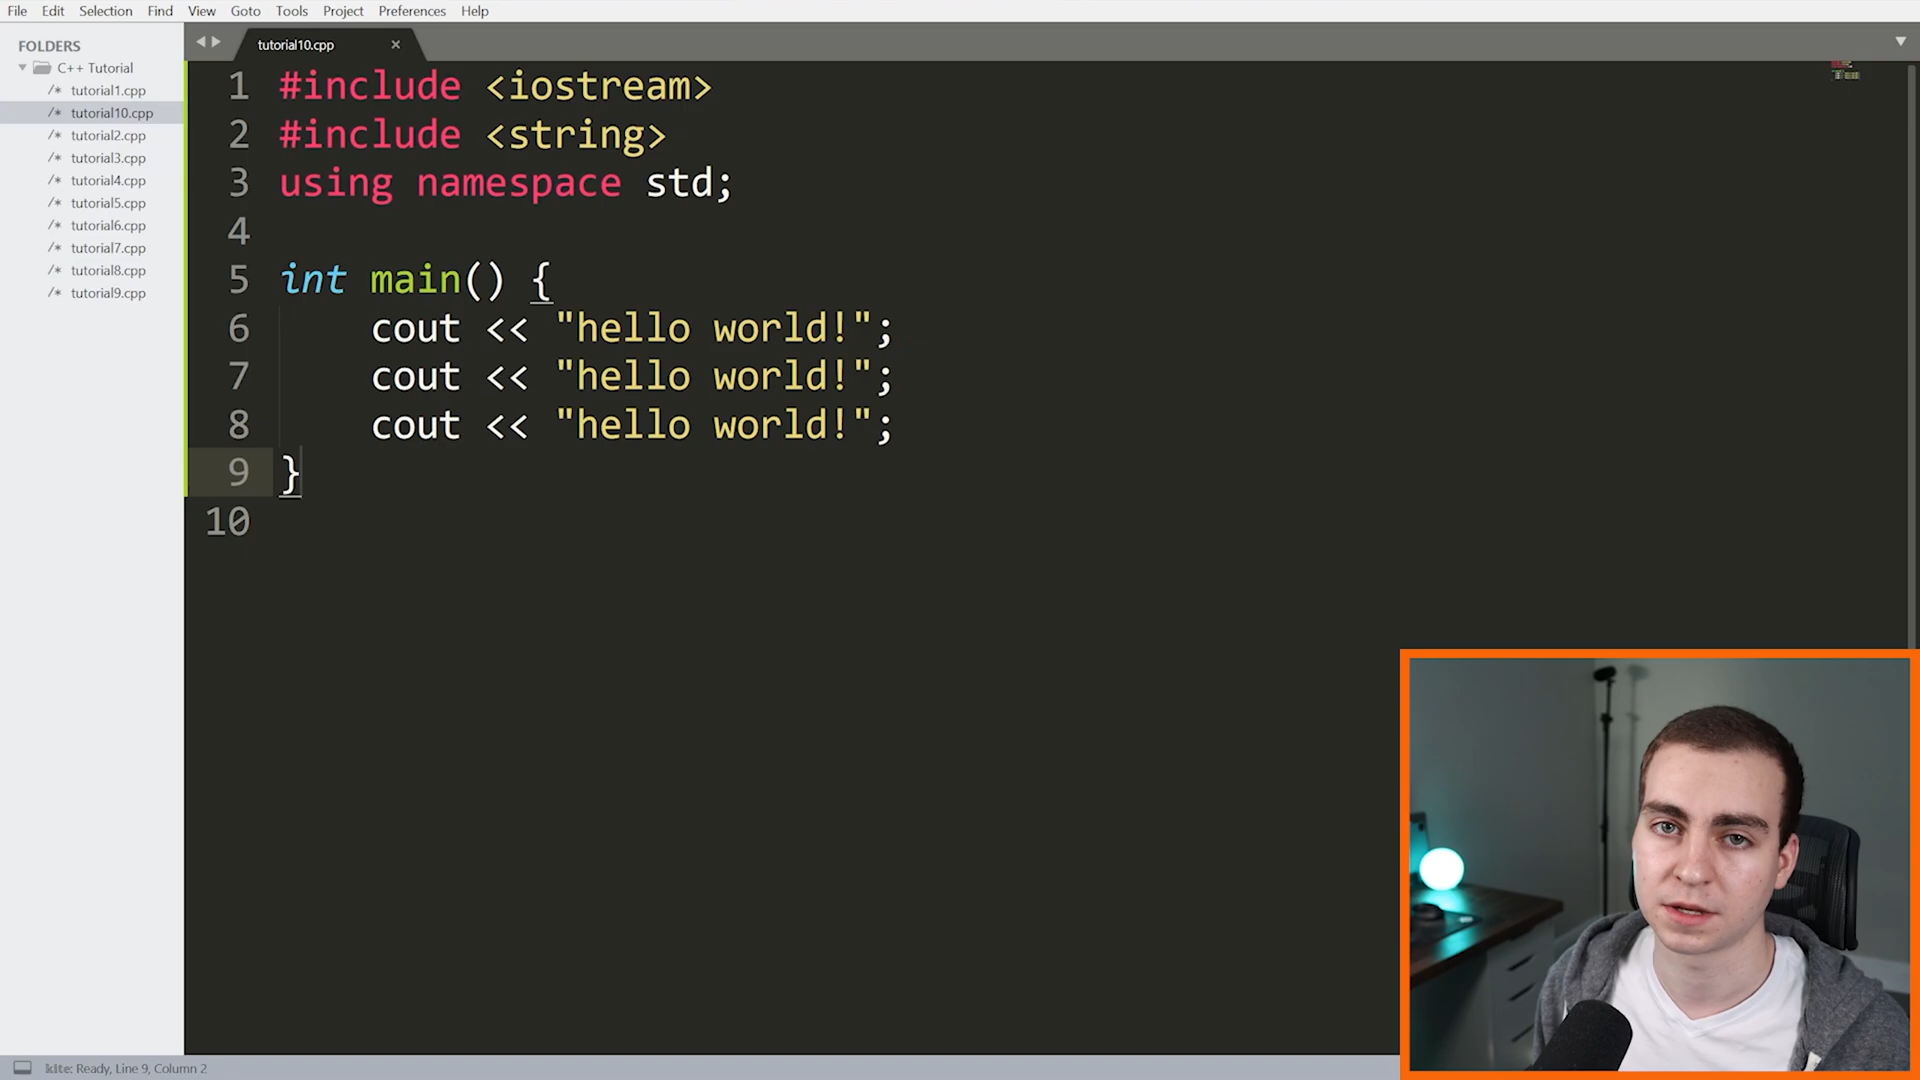 File Edit Selection Find View Goto Tools Project Preferences Help
FOLDERS
C++ Tutorial
/* tutorial1.cpp
/* tutorial10.cpp
/* tutorial2.cpp
/* tutorial3.cpp
/* tutorial4.cpp
/* tutorial5.cpp
/* tutorial6.cpp
/* tutorial7.cpp
/* tutorial8.cpp
/* tutorial9.cpp
tutorial10.cpp
1 #include <iostream>
2 #include <string>
3 using namespace std;
4
5 int main() {
6     cout << "hello world!";
7     cout << "hello world!";
8     cout << "hello world!";
9 }
10
kite: Ready, Line 9, Column 2